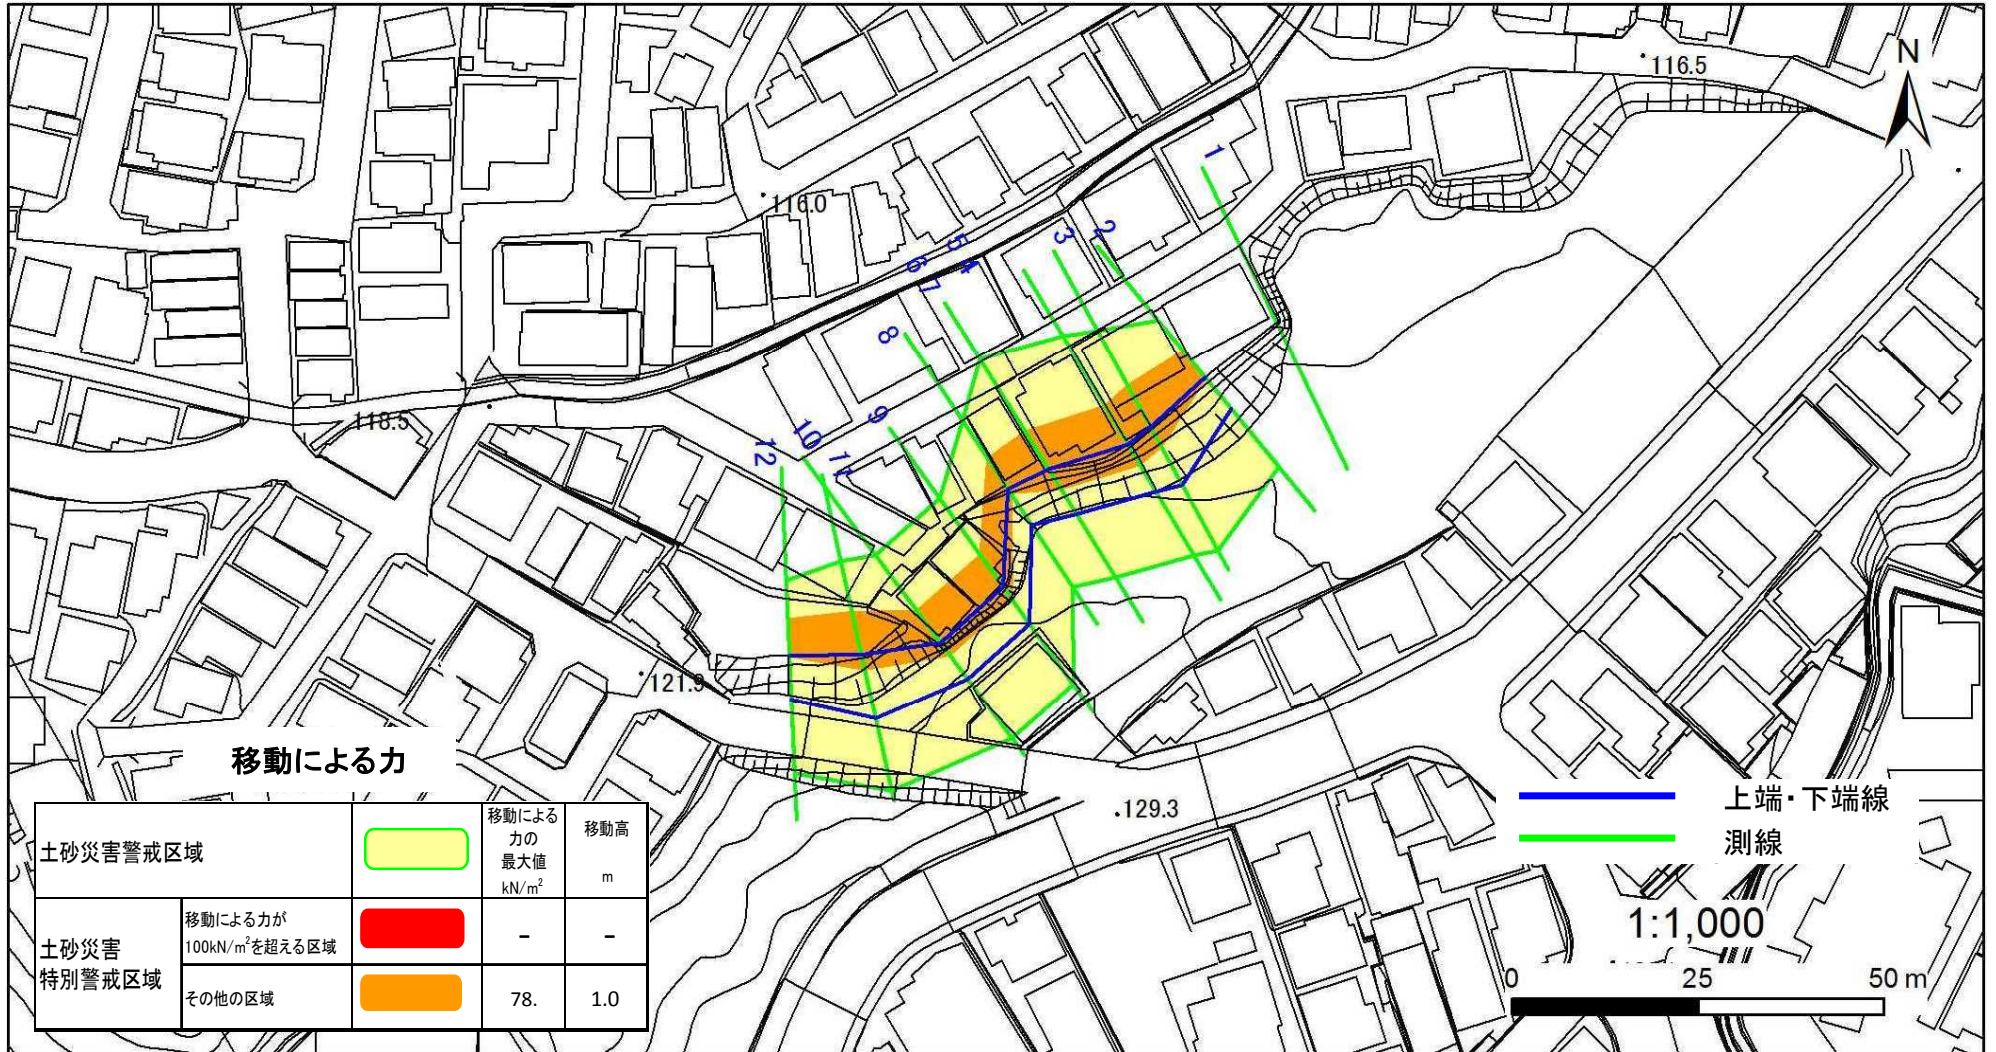 N
116.5
1
116.0
2
3
5
4
6
7
8
118.5
9
10
11
12
121.9
129.3
移動による力
土砂災害警戒区域
移動による
力の
最大値
kN/㎡
移動高
m
土砂災害
特別警戒区域
移動による力が
100kN/㎡を超える区域
-
-
その他の区域
78.
1.0
上端・下端線
測線
1:1,000
0
25
50 m